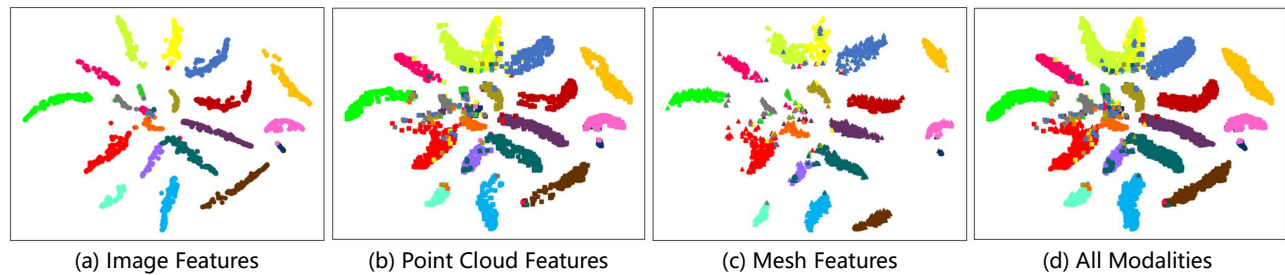 (a) Image Features
(b) Point Cloud Features
(c) Mesh Features
(d) All Modalities